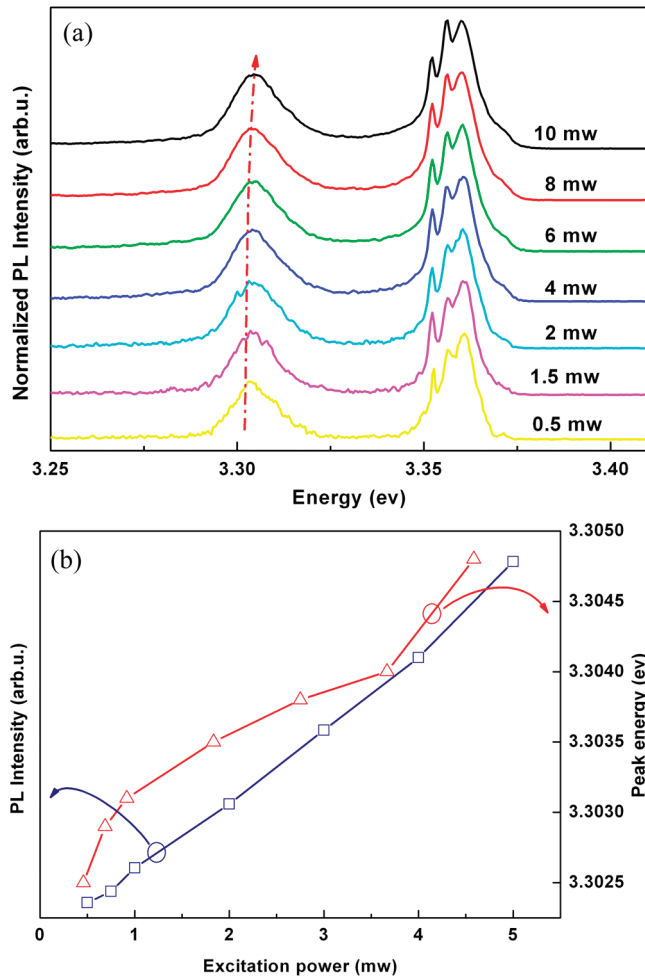 (a)
Normalized PL Intensity (arb.u.)
10 mw
8 mw
6 mw
4 mw
2 mw
1.5 mw
0.5 mw
3.25 3.30 3.35 3.40
Energy (ev)
(b)
PL Intensity (arb.u.)
3.3050
3.3045
3.3040
3.3035
3.3030
3.3025
Peak energy (ev)
0 1 2 3 4 5
Excitation power (mw)